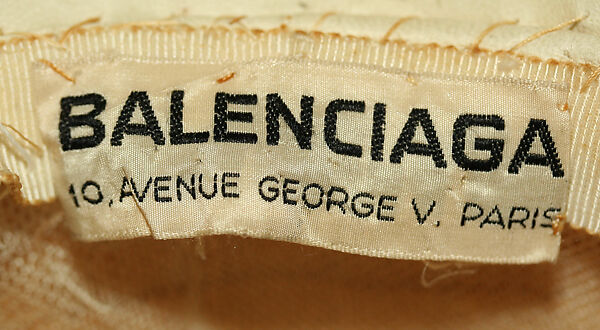 BALENCIAGA
10, AVENUE GEORGE V. PARIS